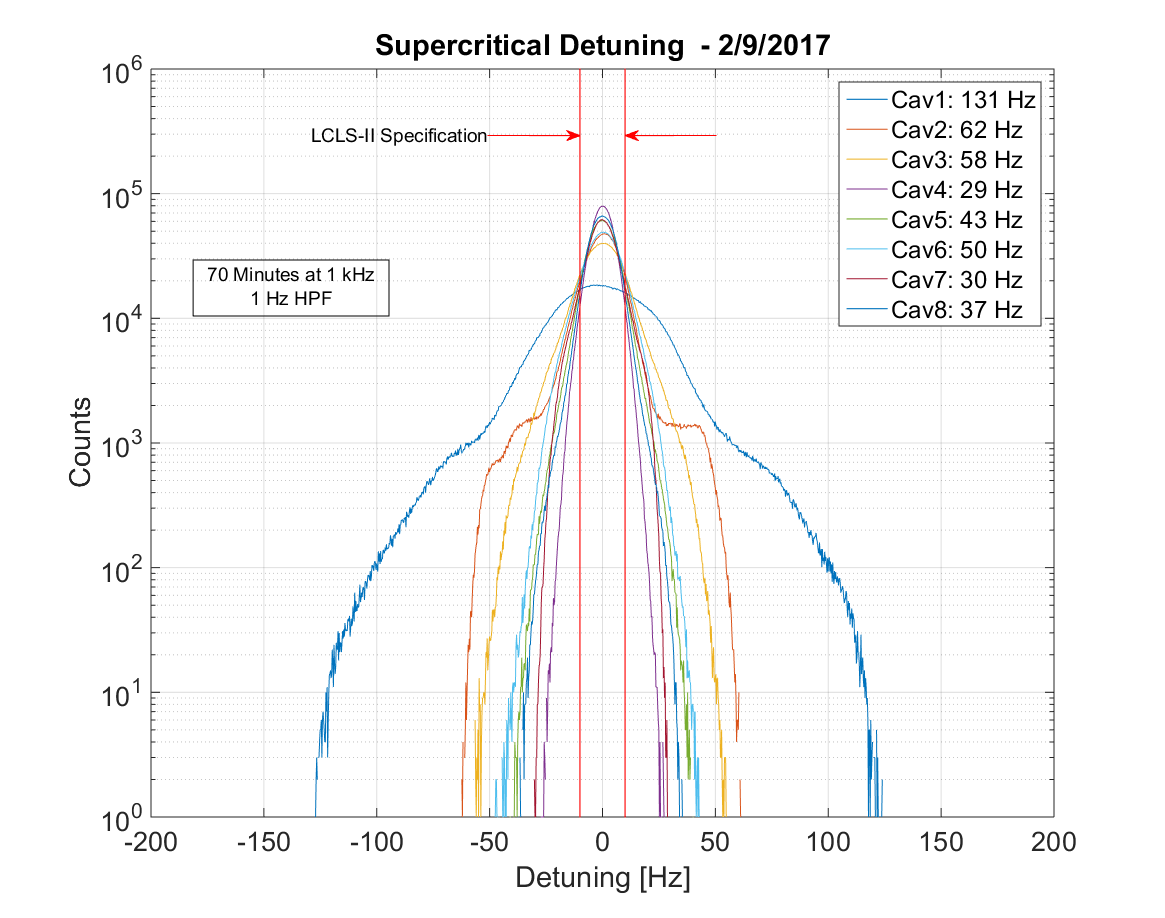 Supercritical Detuning - 2/9/2017
10^6
10^5
10^4
10^3
10^2
10^1
10^0
Counts
LCLS-II Specification
70 Minutes at 1 kHz
1 Hz HPF
Cav1: 131 Hz
Cav2: 62 Hz
Cav3: 58 Hz
Cav4: 29 Hz
Cav5: 43 Hz
Cav6: 50 Hz
Cav7: 30 Hz
Cav8: 37 Hz
-200 -150 -100 -50 0 50 100 150 200
Detuning [Hz]